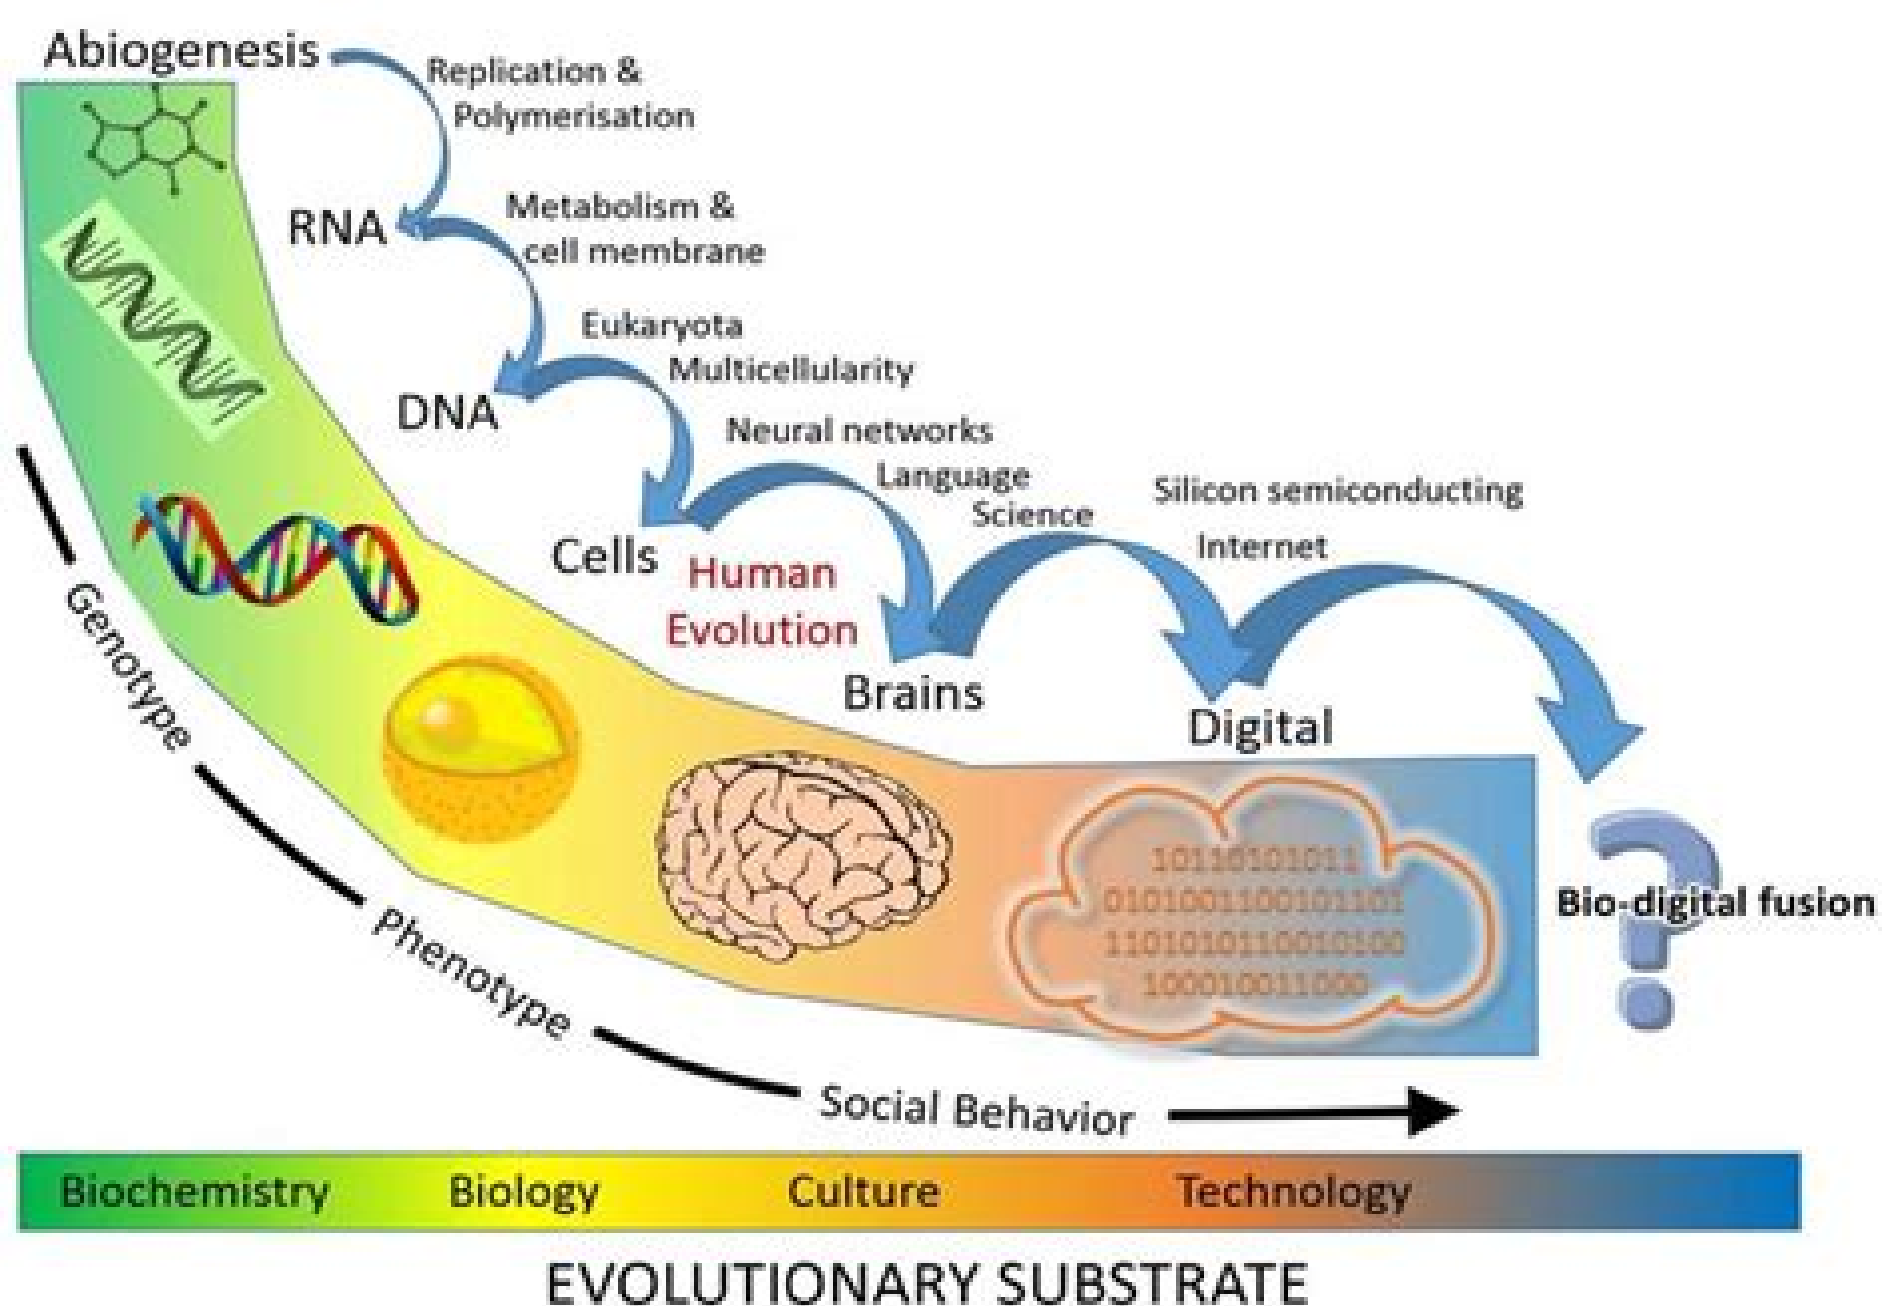 Abiogenesis
Replication &
Polymerisation
RNA
Metabolism &
cell membrane
Eukaryota
Multicellularity
DNA
Neural networks
Language
Science
Silicon semiconducting
Internet
Cells
Human
Evolution
Brains
Digital
10110101011
0101001100101101
1101010110010100
100010011000
?
Bio-digital fusion
Genotype
Phenotype
Social Behavior
Biochemistry
Biology
Culture
Technology
EVOLUTIONARY SUBSTRATE